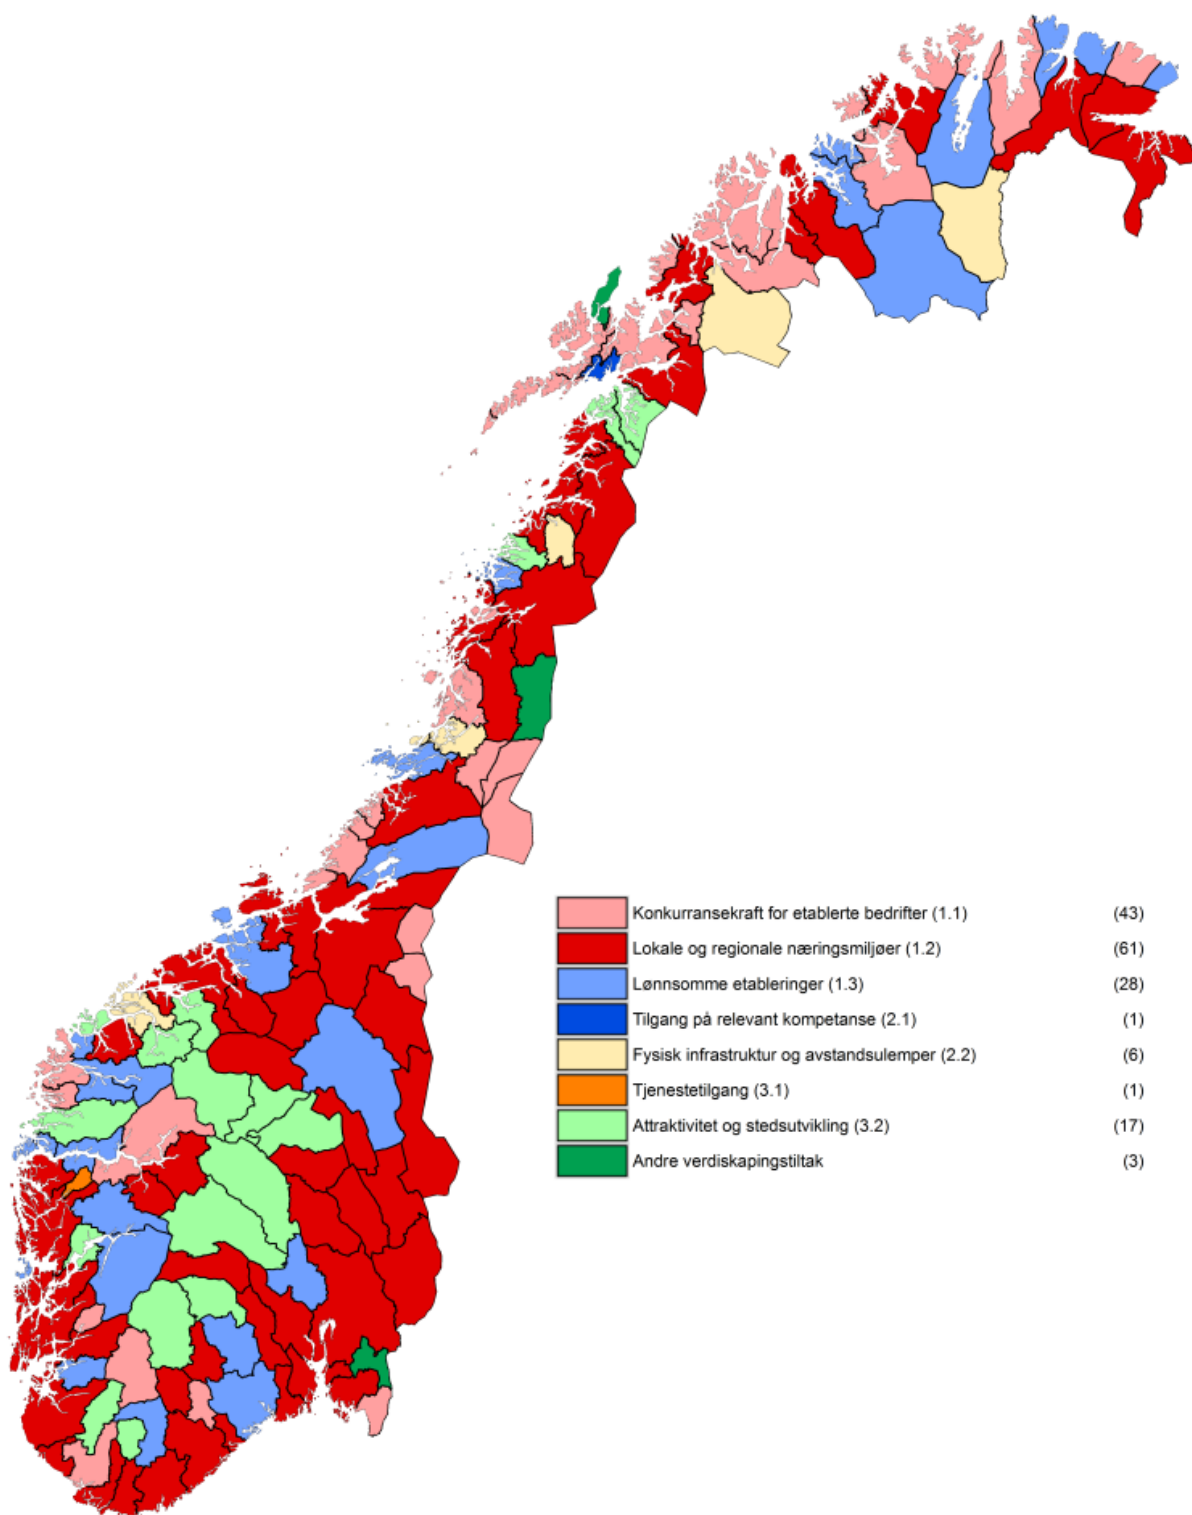 Konkurransekraft for etablerte bedrifter (1.1) (43)
Lokale og regionale næringsmiljøer (1.2) (61)
Lønnsomme etableringer (1.3) (28)
Tilgang på relevant kompetanse (2.1) (1)
Fysisk infrastruktur og avstandsulemper (2.2) (6)
Tjenestetilgang (3.1) (1)
Attraktivitet og stedsutvikling (3.2) (17)
Andre verdiskapingstiltak (3)